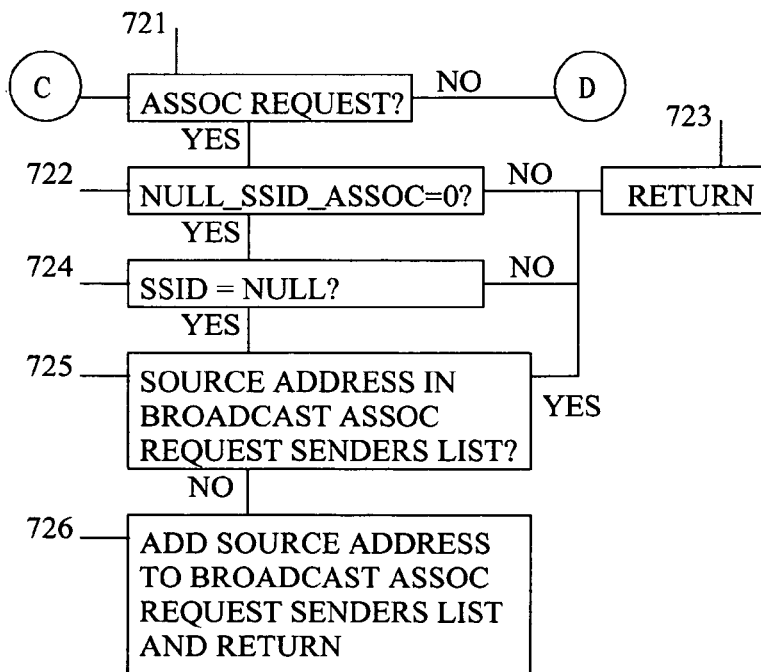 721
C
ASSOC REQUEST?
NO
D
YES
723
722
NULL_SSID_ASSOC=0?
NO
RETURN
YES
724
SSID = NULL?
NO
YES
725
SOURCE ADDRESS IN
BROADCAST ASSOC
REQUEST SENDERS LIST?
YES
NO
726
ADD SOURCE ADDRESS
TO BROADCAST ASSOC
REQUEST SENDERS LIST
AND RETURN